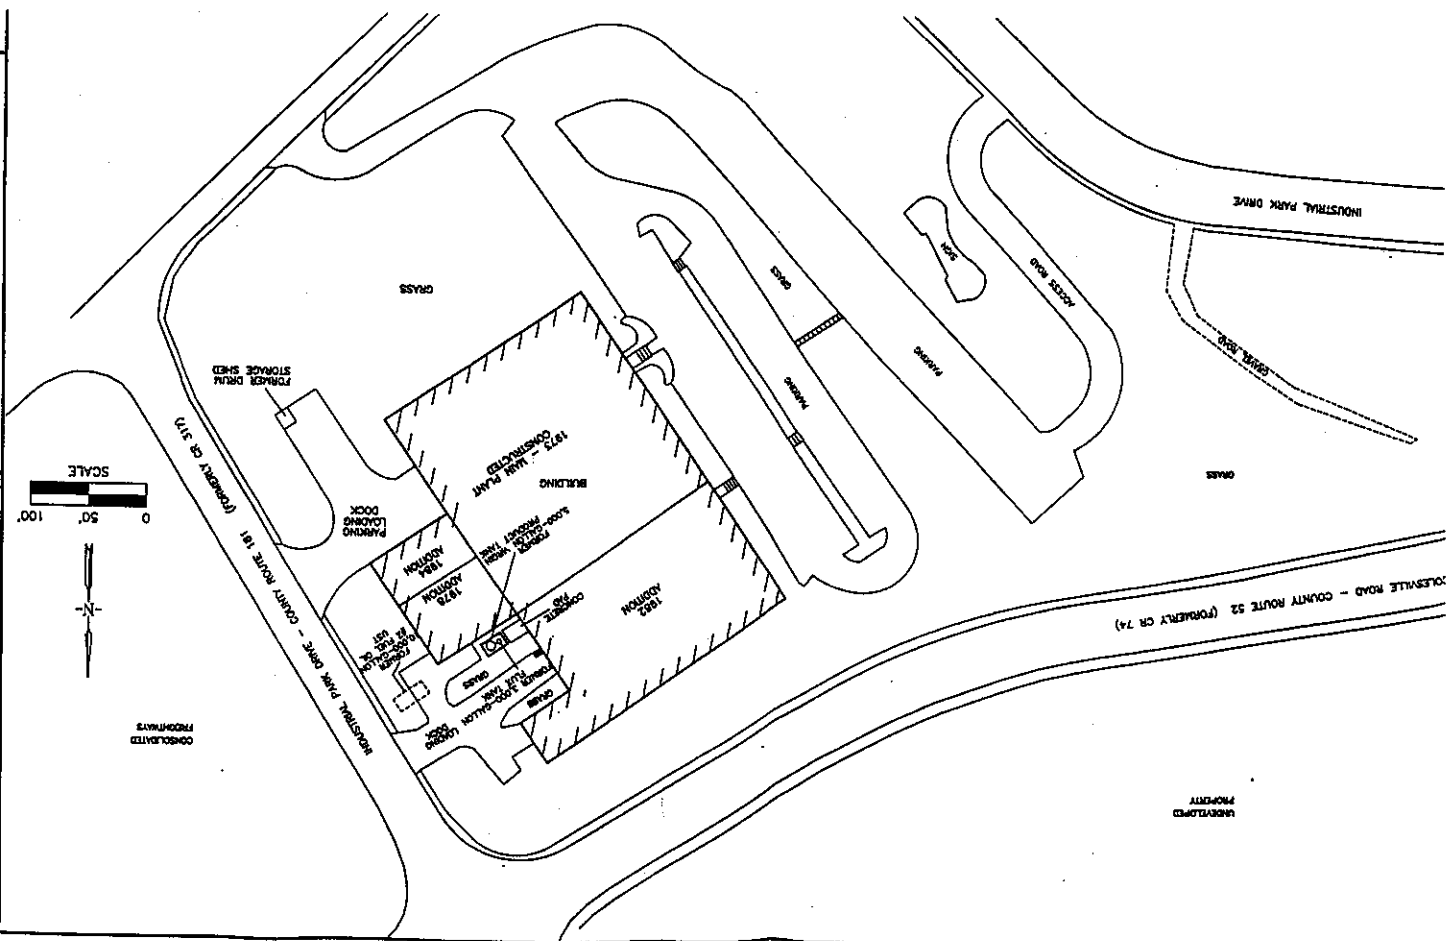 UNDEVELOPED
PROPERTY
CONSOLIDATED
FREIGHTWAYS
COLESVILLE ROAD - COUNTY ROUTE 52 (FORMERLY CR 74)
INDUSTRIAL PARK DRIVE - COUNTY ROUTE 181 (FORMERLY CR 317)
LOADING
DOCK
GRASS
GRASS
FORMER 3,000-GALLON
FLUX TANK
FORMER
10,000-GALLON
#2 FUEL OIL
UST
CONCRETE
PAD
1982
ADDITION
1978
ADDITION
1984
ADDITION
FORMER
5,000-GALLON VIRGIN
PRODUCT TANK
-N-
0 50' 100'
SCALE
PARKING
LOADING
DOCK
BUILDING
1975 - MAIN PLANT
CONSTRUCTED
GRASS
FORMER DRUM
STORAGE SHED
PARKING
PARKING
GRAVEL ROAD
GRASS
GRASS
ACCESS ROAD
SIGN
INDUSTRIAL PARK DRIVE